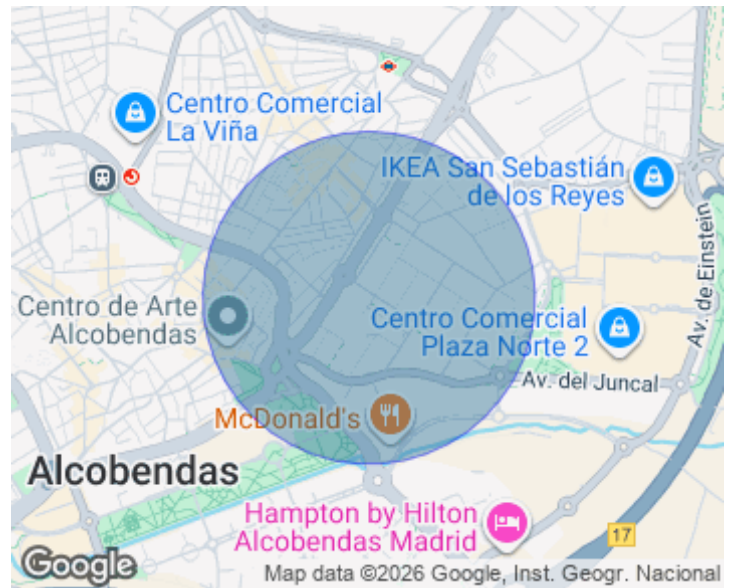 Centro Comercial
La Viña
IKEA San Sebastián
de los Reyes
Av. de Einstein
Centro de Arte
Alcobendas
Centro Comercial
Plaza Norte 2
Av. del Juncal
McDonald's
Alcobendas
Hampton by Hilton
Alcobendas Madrid
17
Google
Map data ©2026 Google, Inst. Geogr. Nacional